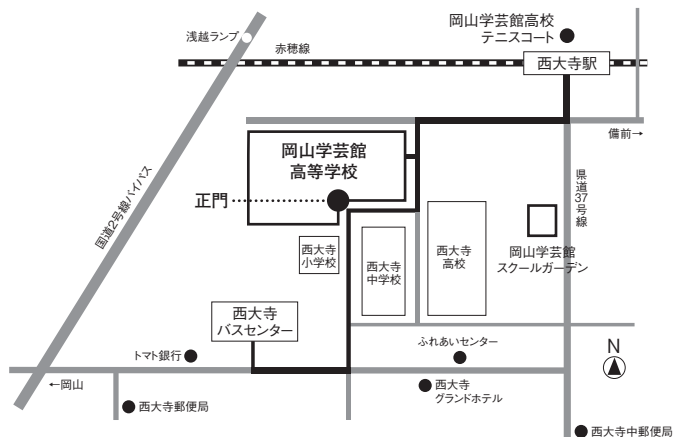 岡山学芸館高校
テニスコート
浅越ランプ
赤穂線
西大寺駅
備前→
岡山学芸館
高等学校
正門
国道2号線バイパス
県道37号線
西大寺
小学校
西大寺
中学校
西大寺
高校
岡山学芸館
スクールガーデン
西大寺
バスセンター
トマト銀行
ふれあいセンター
N
←岡山
西大寺
グランドホテル
西大寺郵便局
西大寺中郵便局